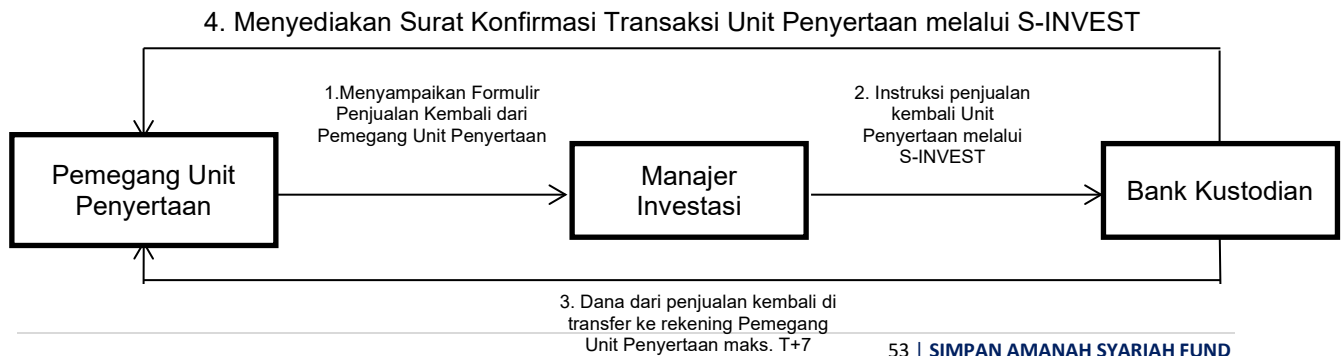 4. Menyediakan Surat Konfirmasi Transaksi Unit Penyertaan melalui S-INVEST
1.Menyampaikan Formulir
Penjualan Kembali dari
Pemegang Unit Penyertaan
2. Instruksi penjualan
kembali Unit
Penyertaan melalui
S-INVEST
Pemegang Unit
Penyertaan
Manajer
Investasi
Bank Kustodian
3. Dana dari penjualan kembali di
transfer ke rekening Pemegang
Unit Penyertaan maks. T+7
53 | SIMPAN AMANAH SYARIAH FUND